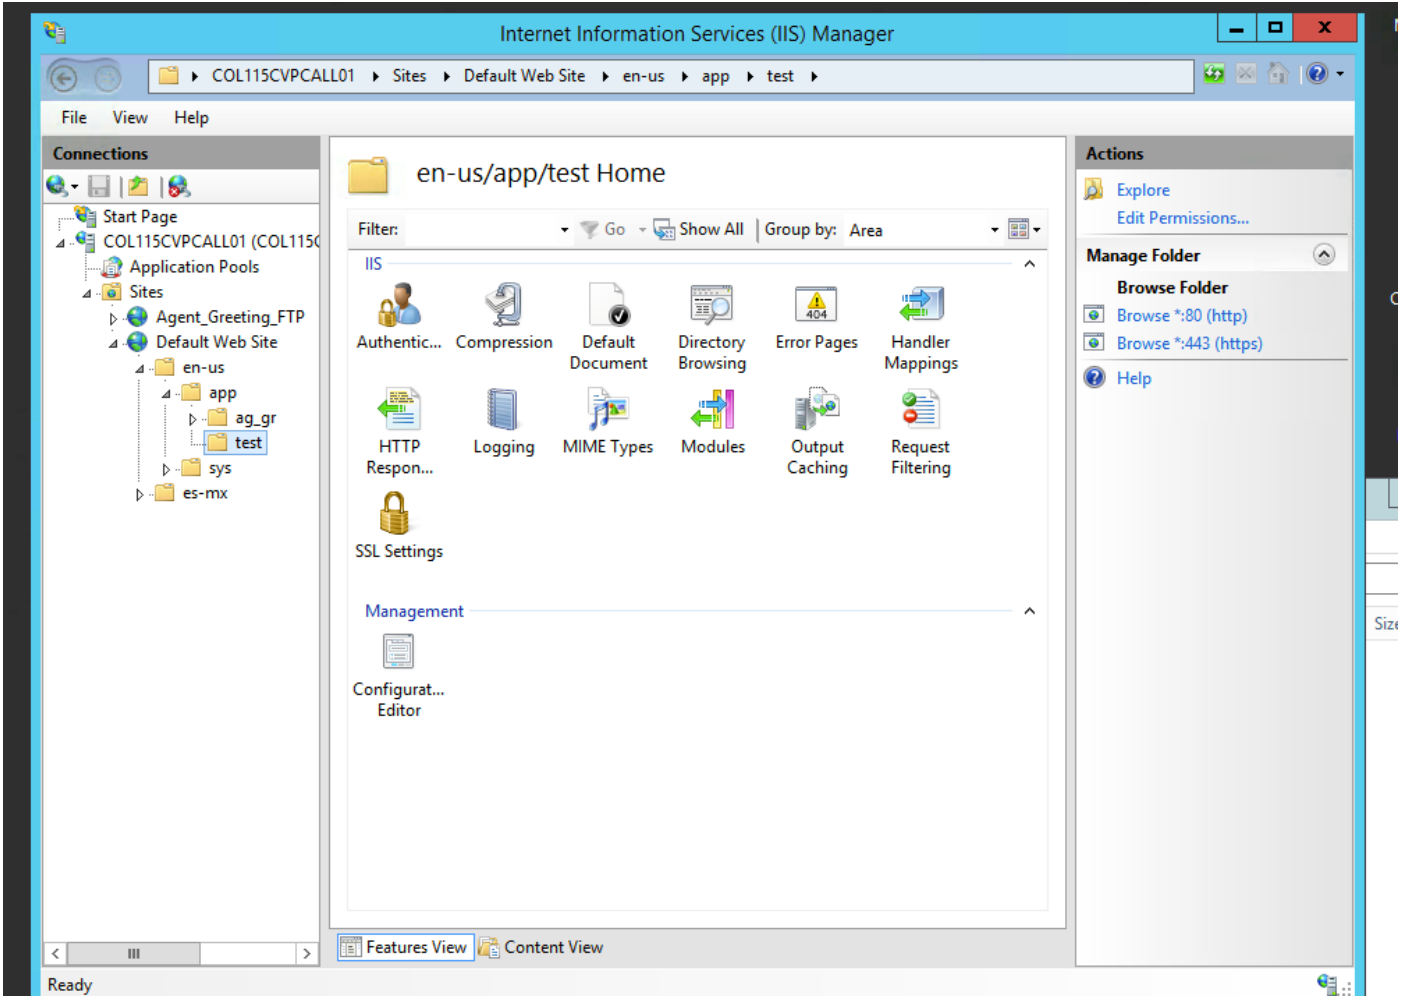 Internet Information Services (IIS) Manager
COL115CVPCALL01 Sites Default Web Site en-us app test
File View Help
Connections
Start Page
COL115CVPCALL01 (COL115C
Application Pools
Sites
Agent_Greeting_FTP
Default Web Site
en-us
app
ag_gr
test
sys
es-mx
en-us/app/test Home
Filter: Go Show All Group by: Area
IIS
Authentic... Compression Default Document Directory Browsing Error Pages Handler Mappings
404
HTTP Respon... Logging MIME Types Modules Output Caching Request Filtering
SSL Settings
Management
Configurat... Editor
Features View Content View
Actions
Explore
Edit Permissions...
Manage Folder
Browse Folder
Browse *:80 (http)
Browse *:443 (https)
Help
Ready